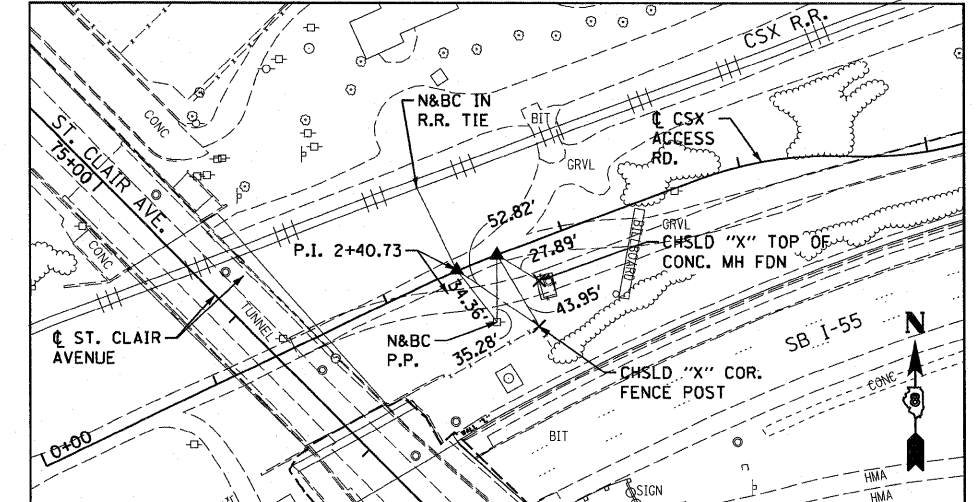 CSX R.R.
CONC
N&BC IN
R.R. TIE
BIT
℄ CSX
ACCESS
RD.
GRVL
ST. CLAIR AVE.
75+00
52.82'
GRVL
CONC
P.I. 2+40.73
27.89'
BILLBOARD
CHSLD "X" TOP OF
CONC. MH FDN
34.36'
43.95'
TUNNEL
℄ ST. CLAIR
AVENUE
N&BC
P.P.
35.28'
SB I-55
N
CHSLD "X" COR.
FENCE POST
CONC
0+00
BIT
HMA
SIGN
HMA